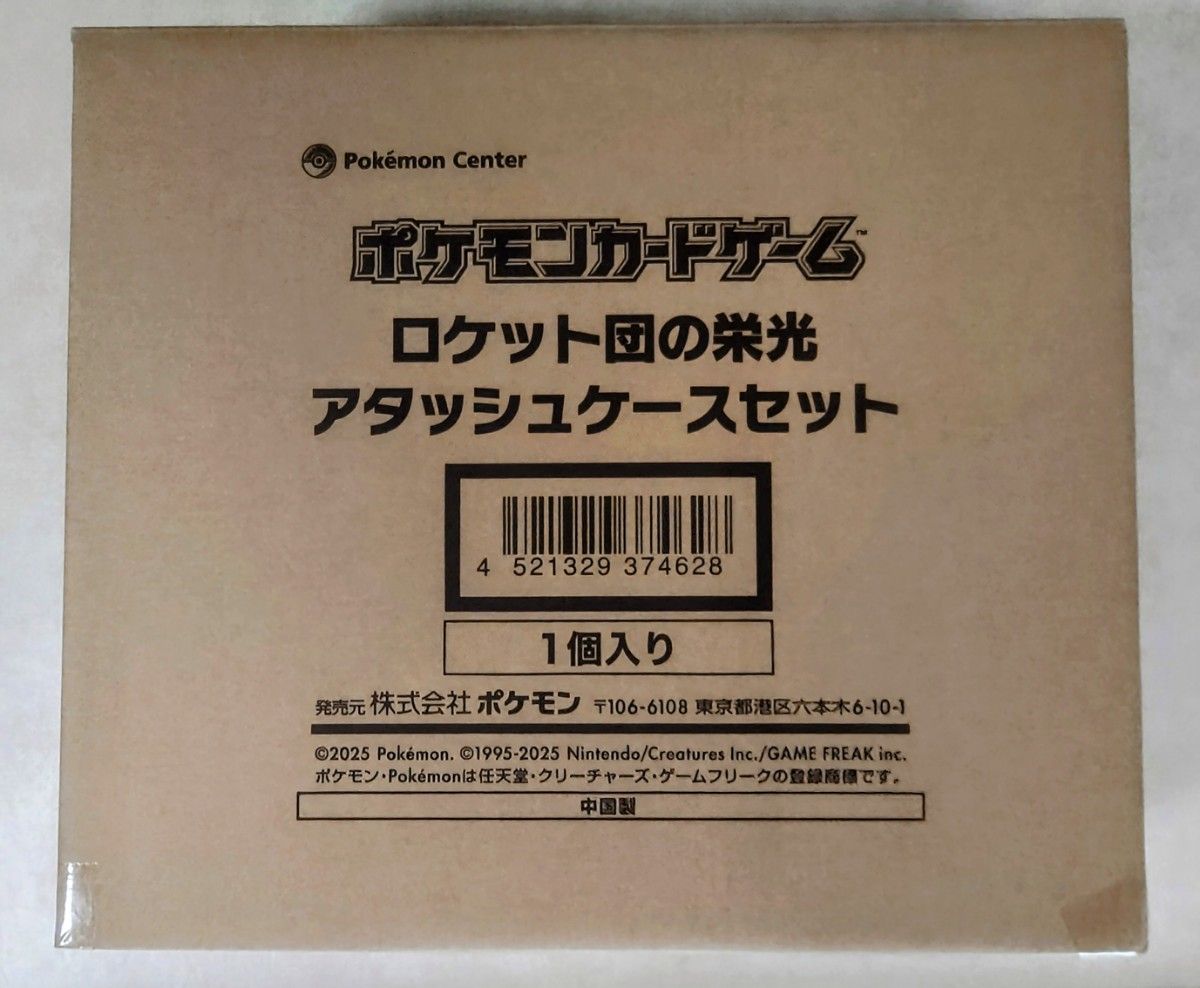 Pokémon Center
ポケモンカードゲーム™
ロケット団の栄光
アタッシュケースセット
4 521329 374628
1個入り
発売元 株式会社 ポケモン 〒106-6108 東京都港区六本木6-10-1
©2025 Pokémon. ©1995-2025 Nintendo/Creatures Inc./GAME FREAK inc.
ポケモン・Pokémonは任天堂・クリーチャーズ・ゲームフリークの登録商標です。
中国製